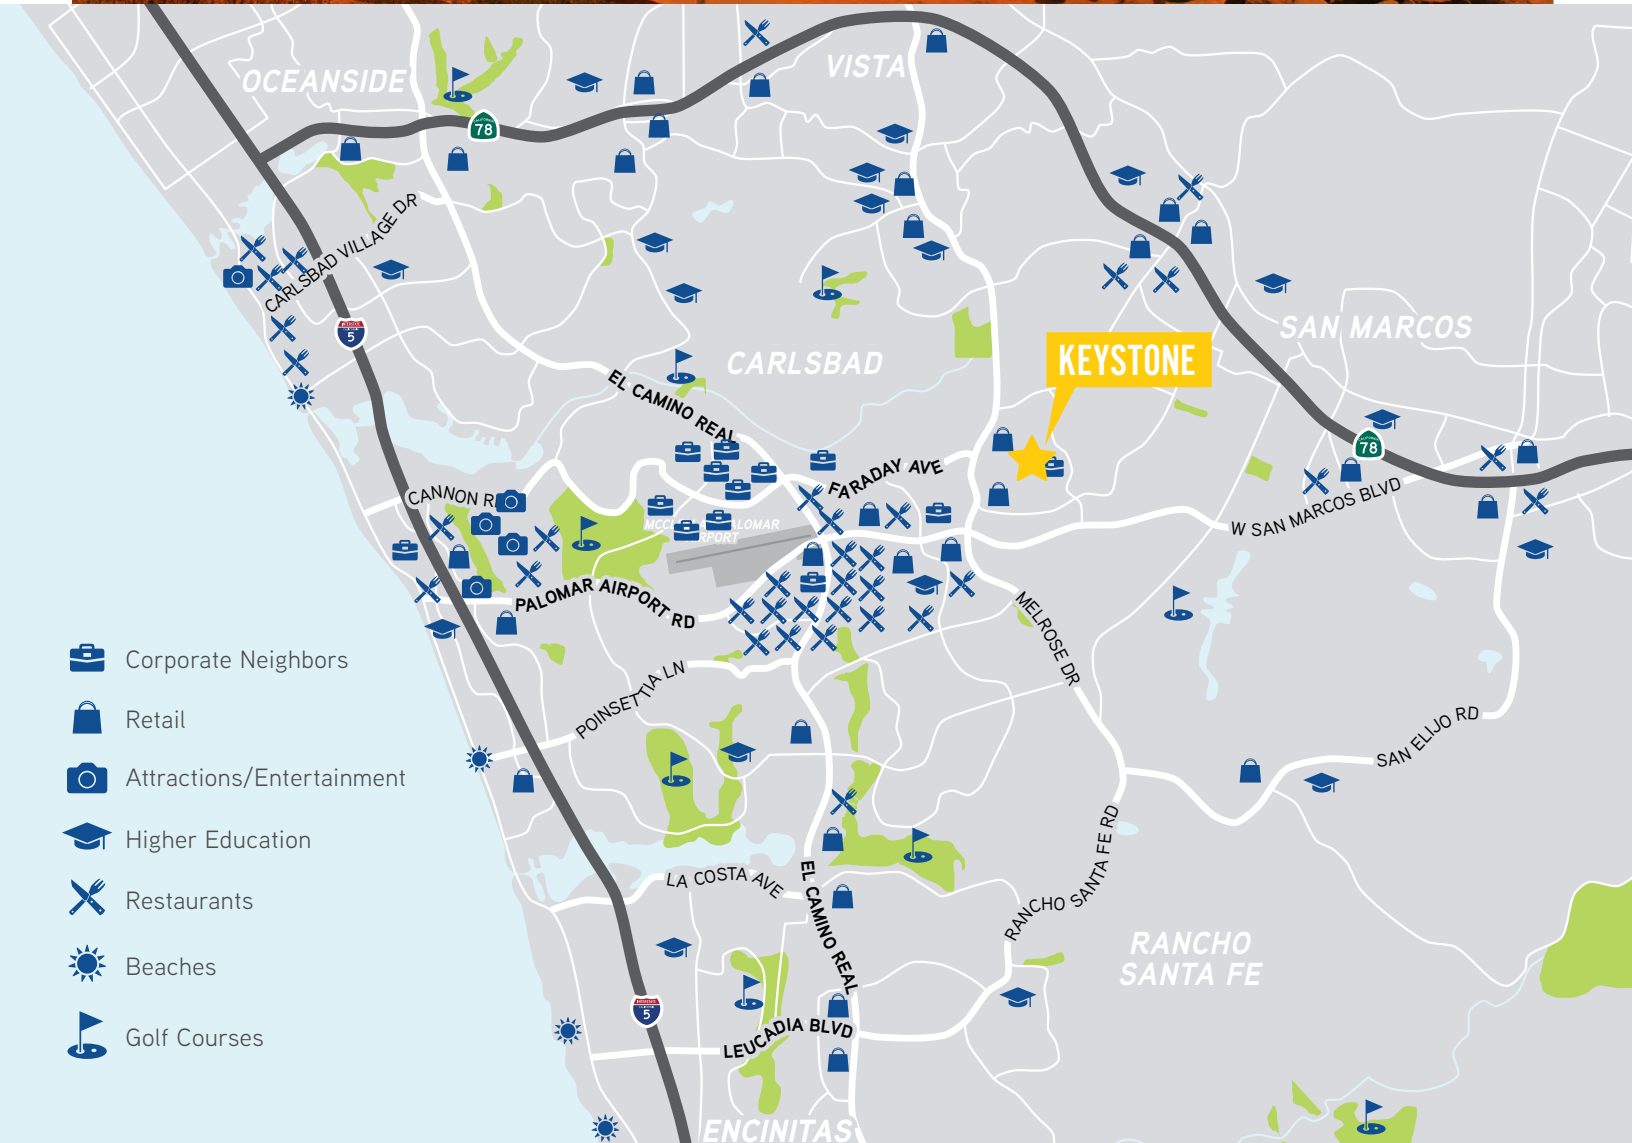 OCEANSIDE
VISTA
78
CARLSBAD VILLAGE DR
5
SAN MARCOS
CARLSBAD
KEYSTONE
EL CAMINO REAL
78
FARADAY AVE
CANNON R
W SAN MARCOS BLVD
MCC ALOMAR
RPORT
PALOMAR AIRPORT RD
MELROSE DR
POINSETTIA LN
SAN ELIJO RD
Corporate Neighbors
Retail
Attractions/Entertainment
Higher Education
Restaurants
Beaches
Golf Courses
LA COSTA AVE
EL CAMINO REAL
RANCHO SANTA FE RD
RANCHO
SANTA FE
5
LEUCADIA BLVD
ENCINITAS